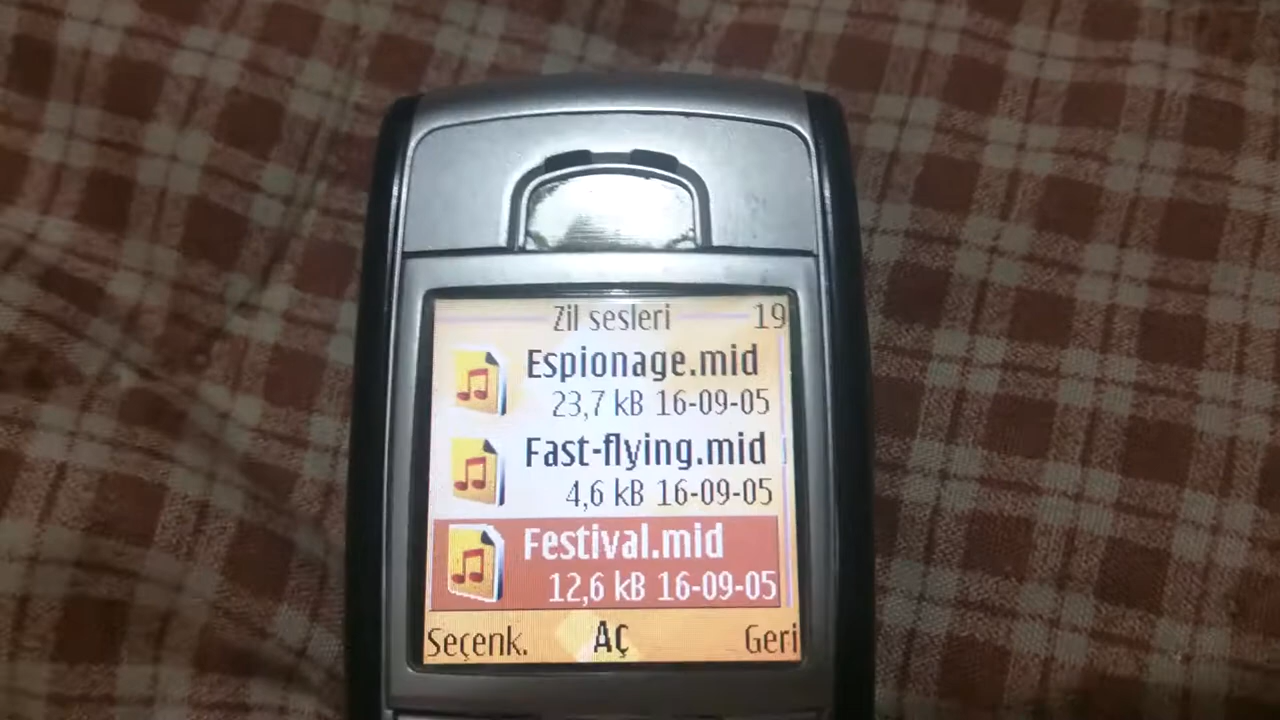 Zil sesleri 19
Espionage.mid
23,7 kB 16-09-05
Fast-flying.mid
4,6 kB 16-09-05
Festival.mid
12,6 kB 16-09-05
Seçenk. AÇ Geri